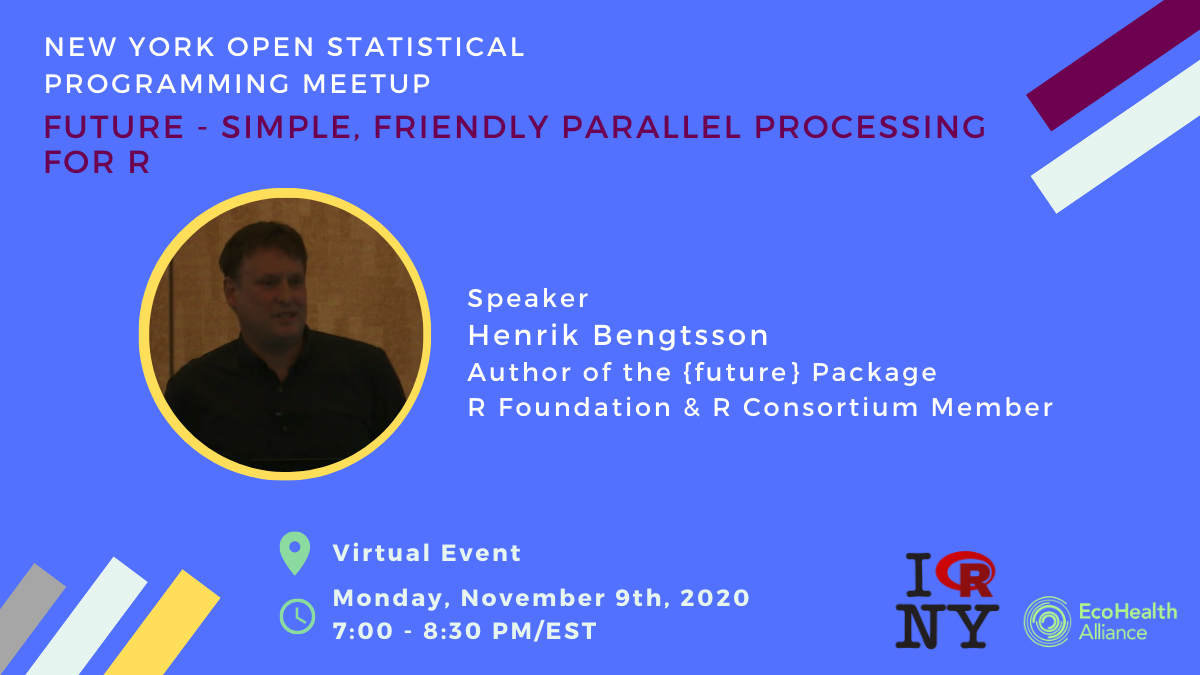 NEW YORK OPEN STATISTICAL
PROGRAMMING MEETUP
FUTURE - SIMPLE, FRIENDLY PARALLEL PROCESSING
FOR R
Speaker
Henrik Bengtsson
Author of the {future} Package
R Foundation & R Consortium Member
Virtual Event
Monday, November 9th, 2020
7:00 - 8:30 PM/EST
I R
NY
EcoHealth
Alliance